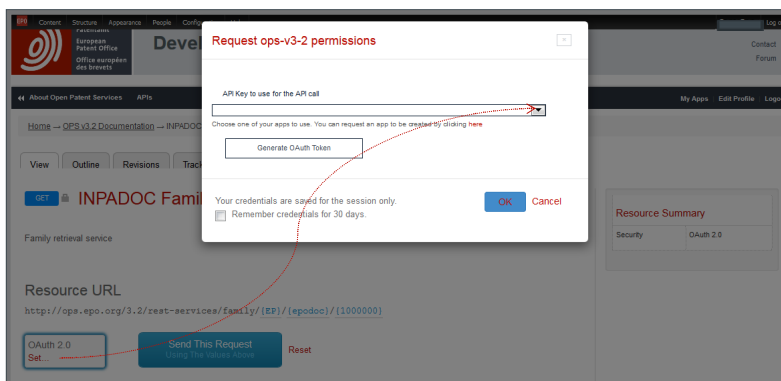 EPO Content Structure Appearance People
Log
European
Patent Office
Office européen
des brevets
Devel
Contact
Forum
About Open Patent Services APIs
My Apps Edit Profile Logo
Home → OPS v3.2 Documentation → INPADOC
View Outline Revisions Track
GET INPADOC Fami
Family retrieval service
Resource URL
http://ops.epo.org/3.2/rest-services/family/{EP}/{epodoc}/{1000000}
OAuth 2.0
Set...
Send This Request
Using The Values Above
Reset
Resource Summary
Security OAuth 2.0
Request ops-v3-2 permissions
x
API Key to use for the API call
Choose one of your apps to use. You can request an app to be created by clicking here
Generate OAuth Token
Your credentials are saved for the session only.
Remember credentials for 30 days.
OK Cancel